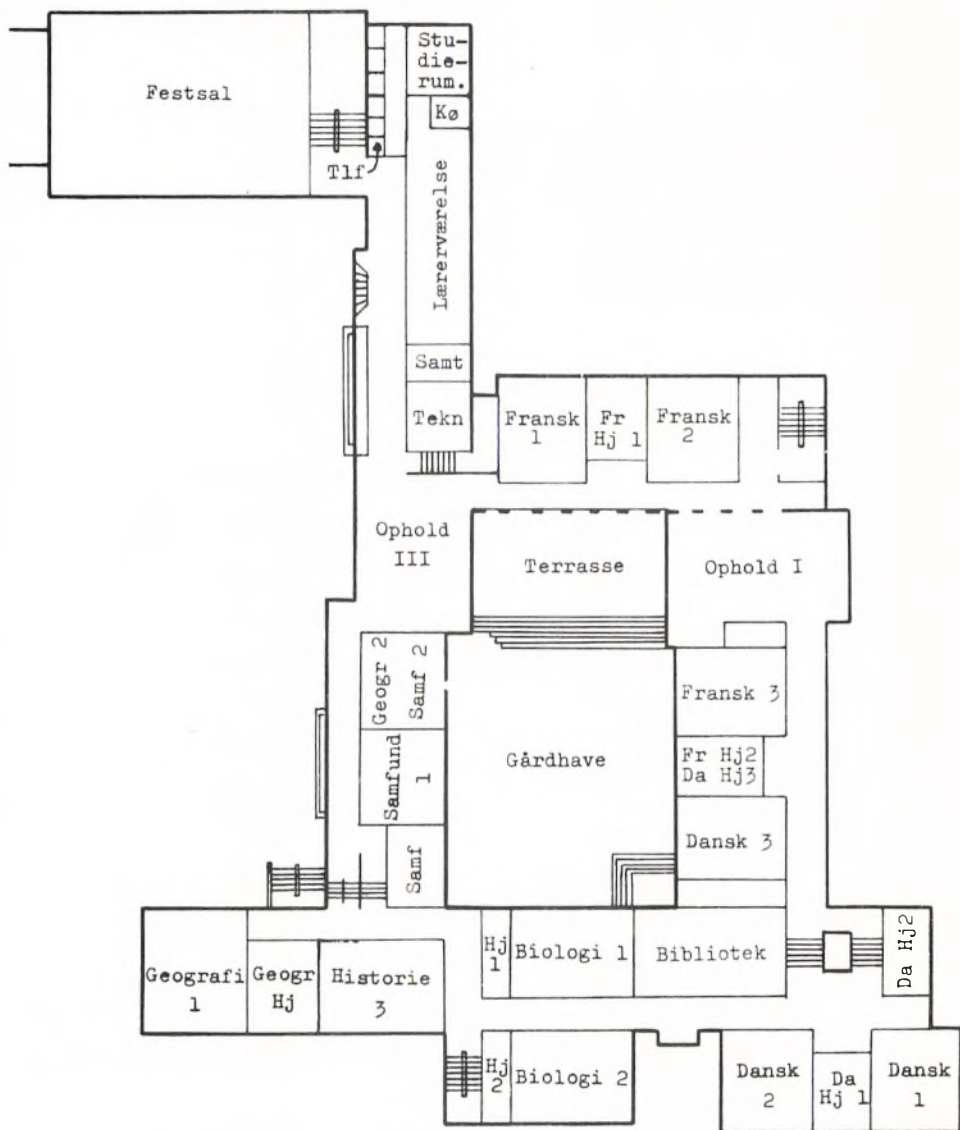 Festsal
Stu-
die-
rum.
Kø
Tlf
Lærerværelse
Samt
Tekn
Fransk
1
Fr
Hj 1
Fransk
2
Ophold
III
Terrasse
Ophold I
Geogr 2
Samf 2
Fransk 3
Samfund
1
Gårdhave
Fr Hj2
Da Hj3
Samf
Dansk 3
Geografi
1
Geogr
Hj
Historie
3
Hj
1
Biologi 1
Bibliotek
Da Hj2
Hj
2
Biologi 2
Dansk
2
Da
Hj 1
Dansk
1